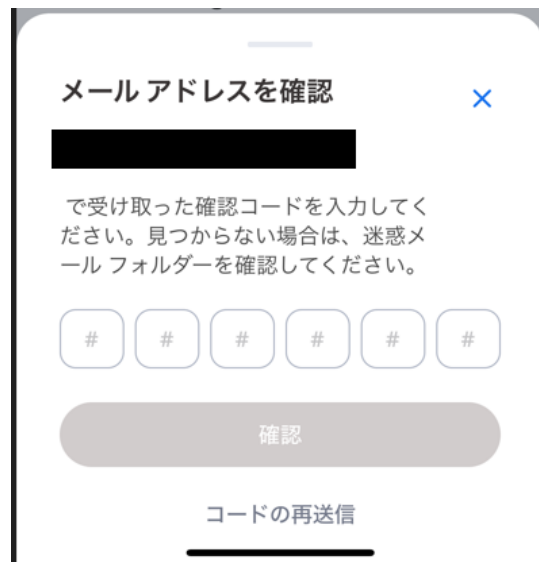 メール アドレスを確認
で受け取った確認コードを入力してく
ださい。見つからない場合は、迷惑メ
ール フォルダーを確認してください。
# # # # # #
確認
コードの再送信